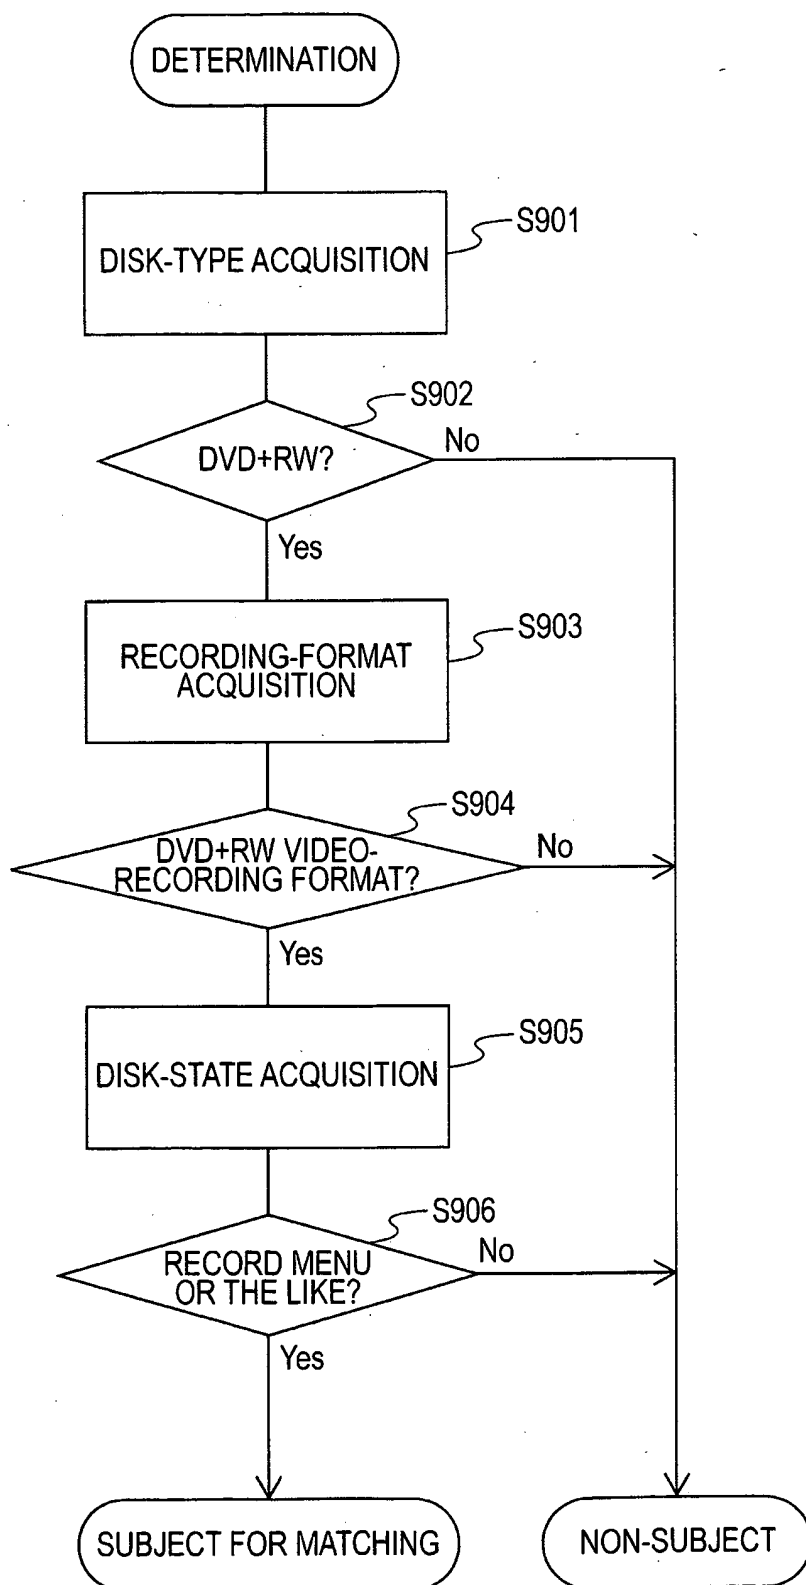 DETERMINATION
S901
DISK-TYPE ACQUISITION
S902
DVD+RW?
No
Yes
S903
RECORDING-FORMAT
ACQUISITION
S904
DVD+RW VIDEO-
RECORDING FORMAT?
No
Yes
S905
DISK-STATE ACQUISITION
S906
RECORD MENU
OR THE LIKE?
No
Yes
SUBJECT FOR MATCHING
NON-SUBJECT